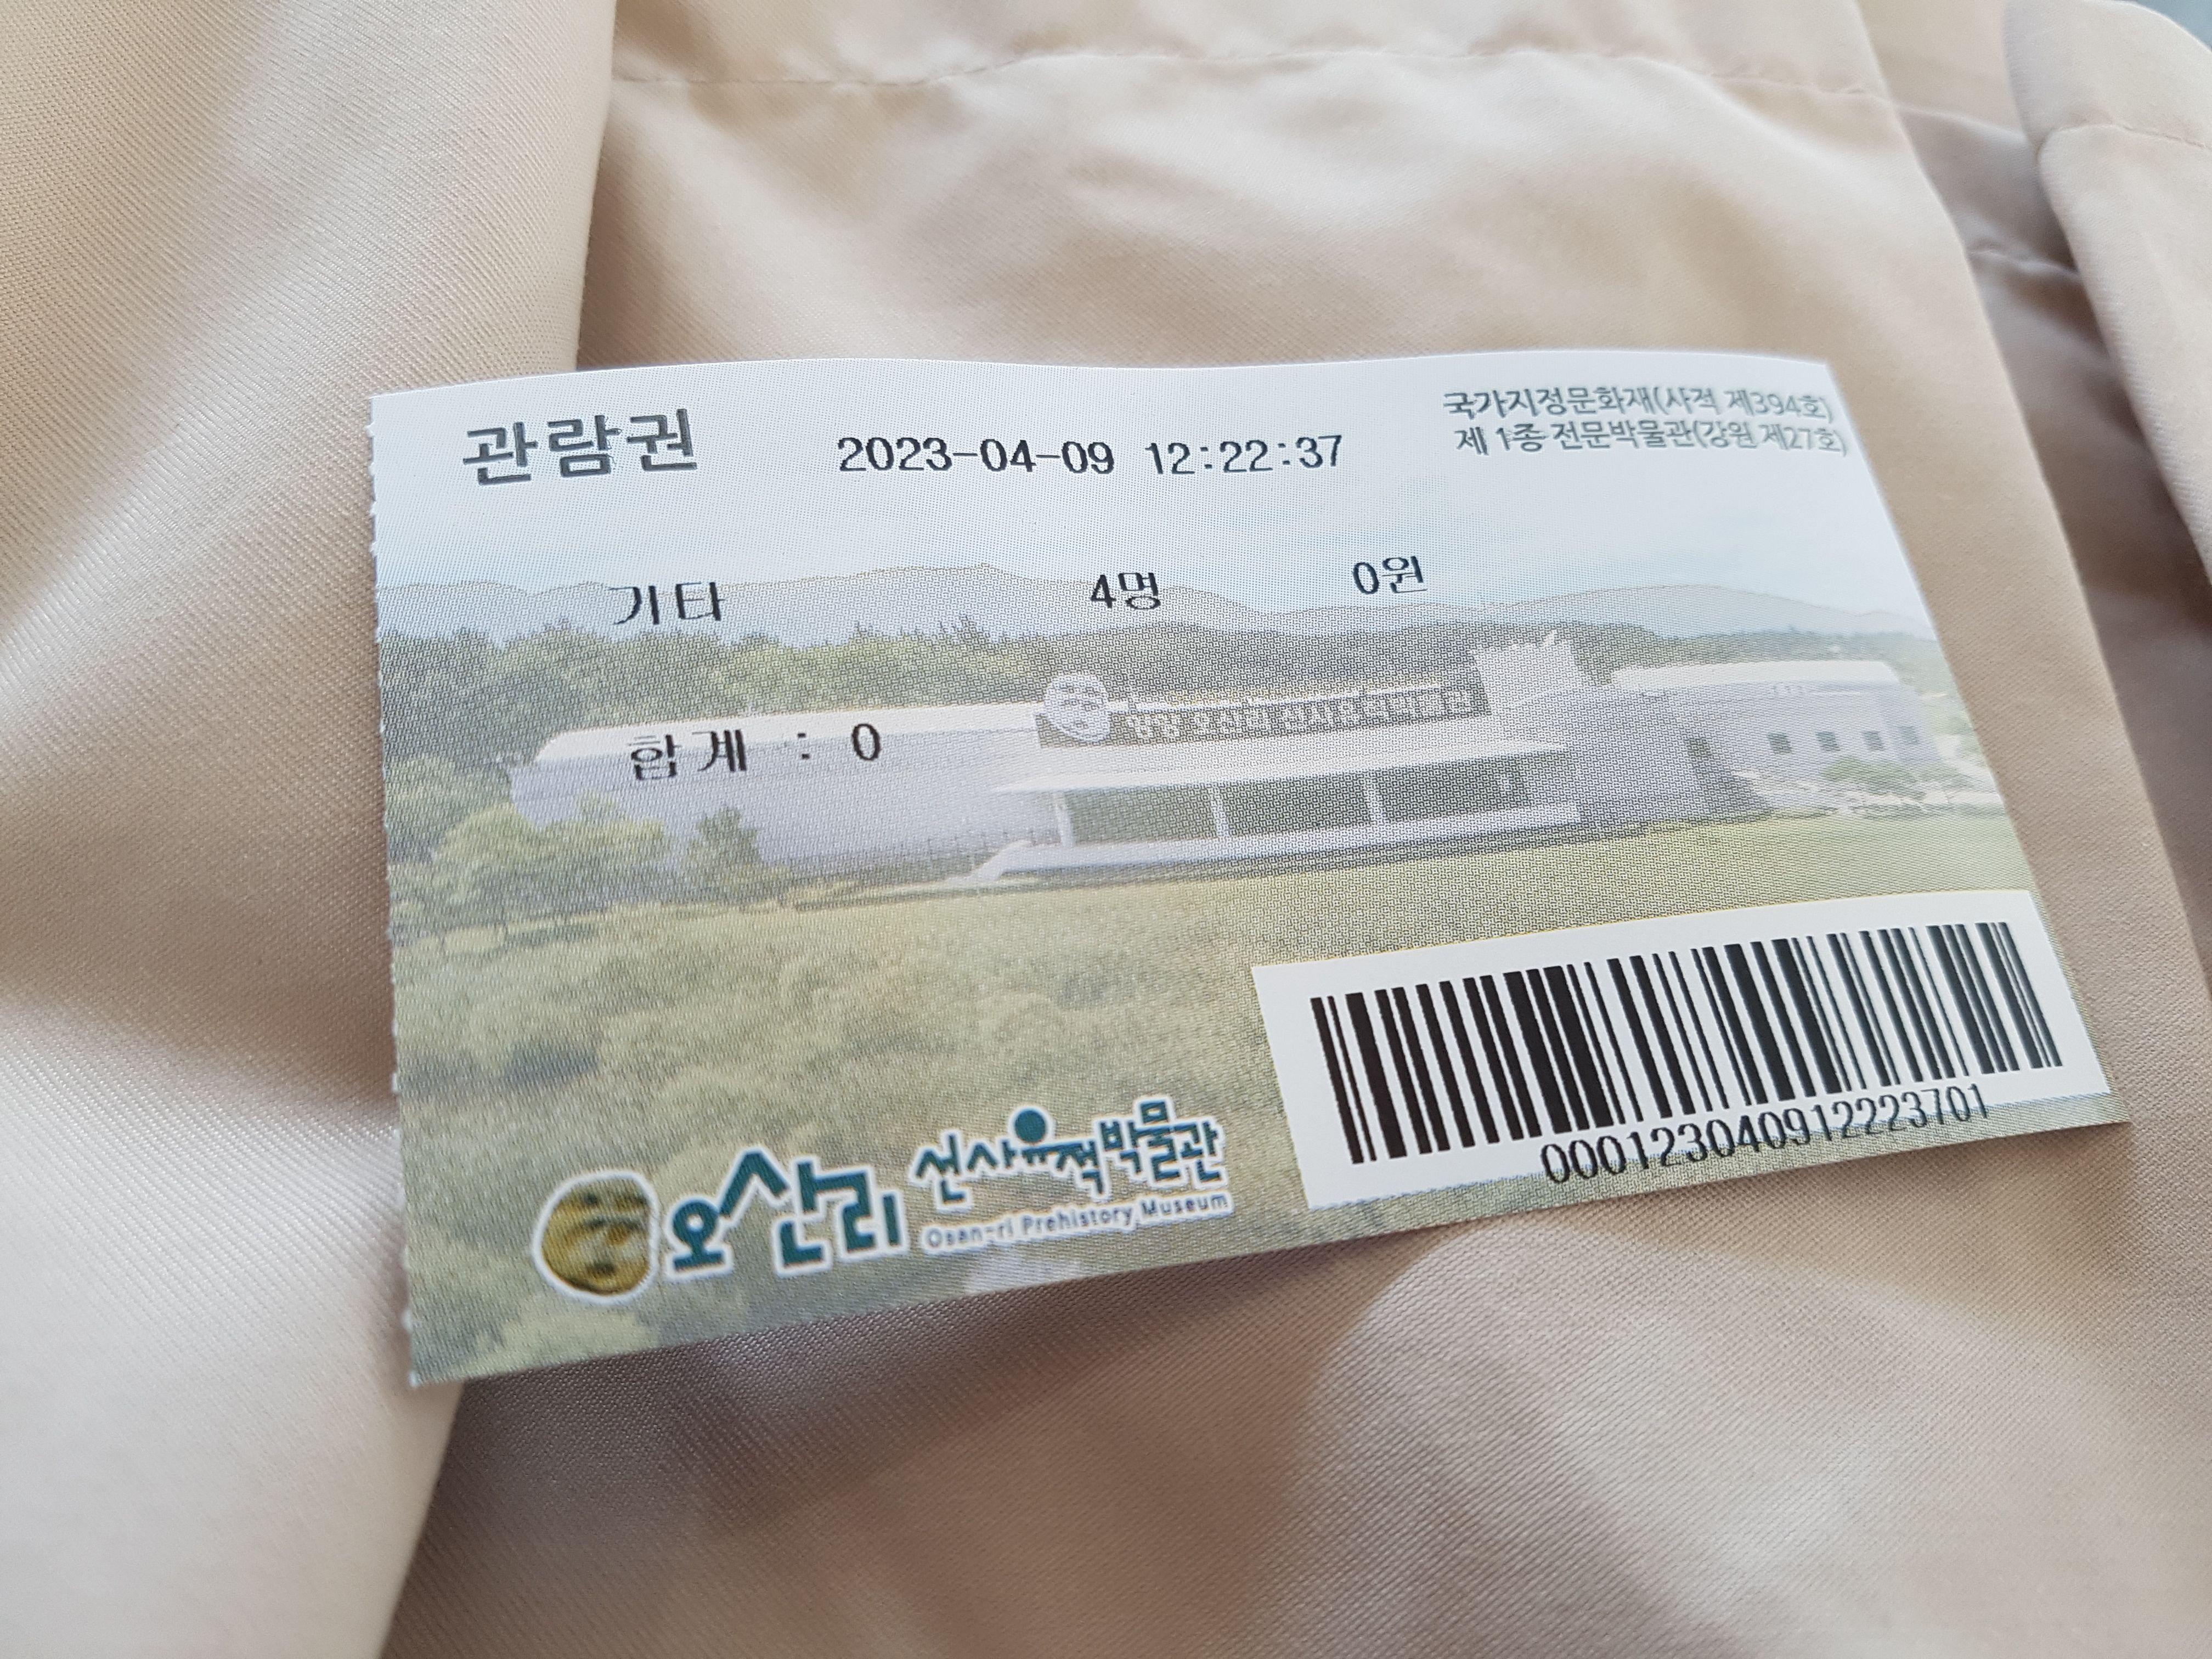 관람권
2023-04-09 12:22:37
국가지정문화재(사적 제394호)
제 1종 전문박물관(강원 제27호)
기타 4명 0원
합계 : 0
오산리 선사유적박물관
Osan-ri Prehistory Museum
000123040912223701